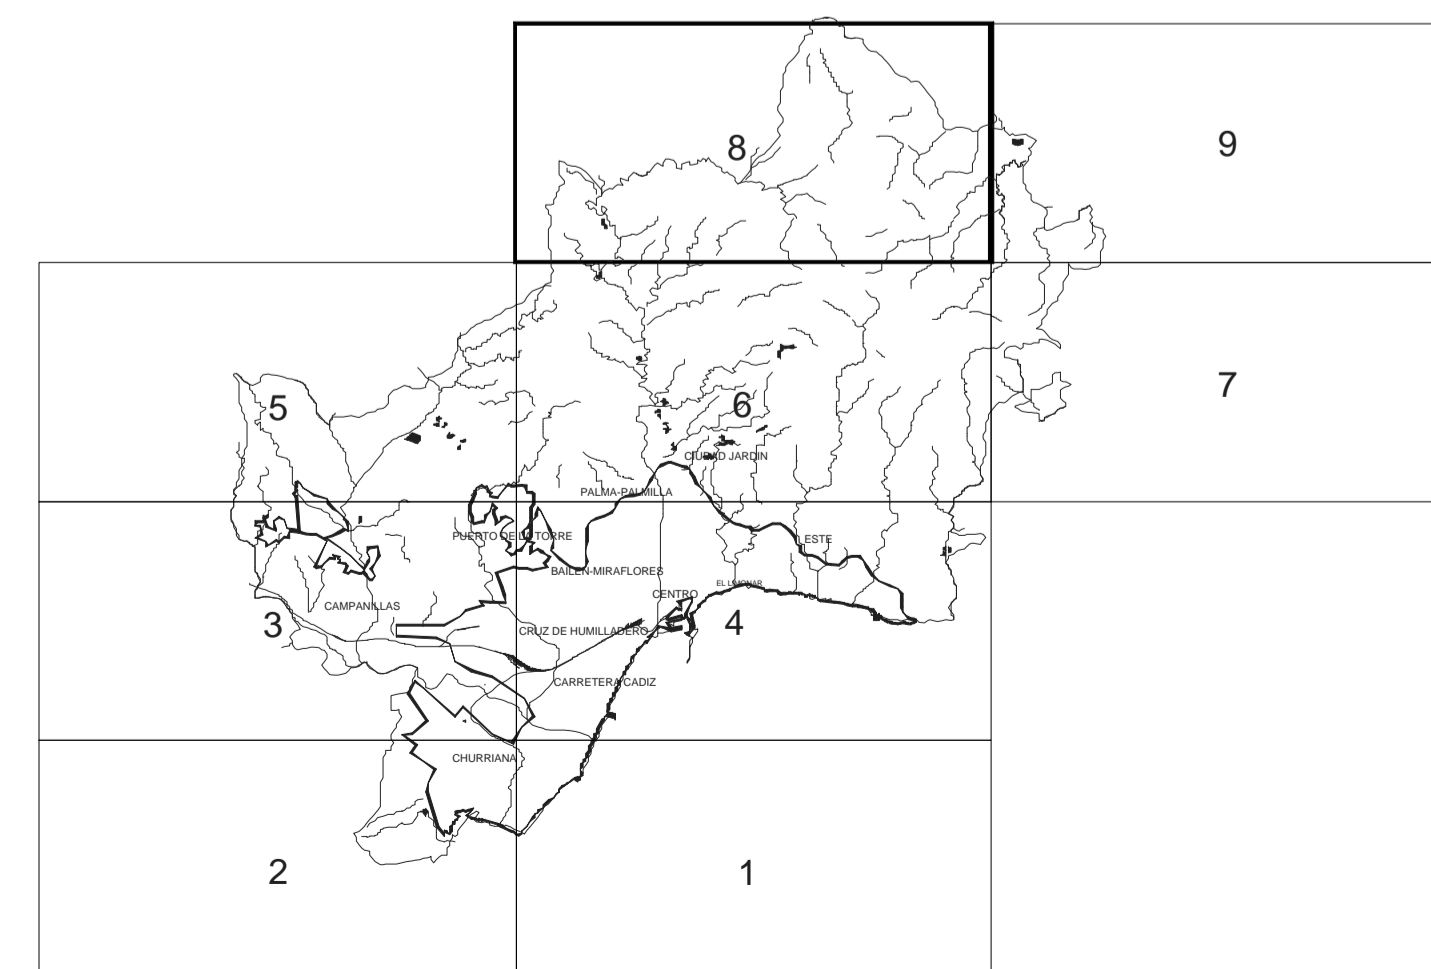 8
9
7
5
6
CIUDAD JARDIN
PALMA-PALMILLA
PUERTO DE LA TORRE
ESTE
BAILEN-MIRAFLORES
EL LIMONAR
CENTRO
CAMPANILLAS
3
CRUZ DE HUMILLADERO
4
CARRETERA CADIZ
CHURRIANA
2
1